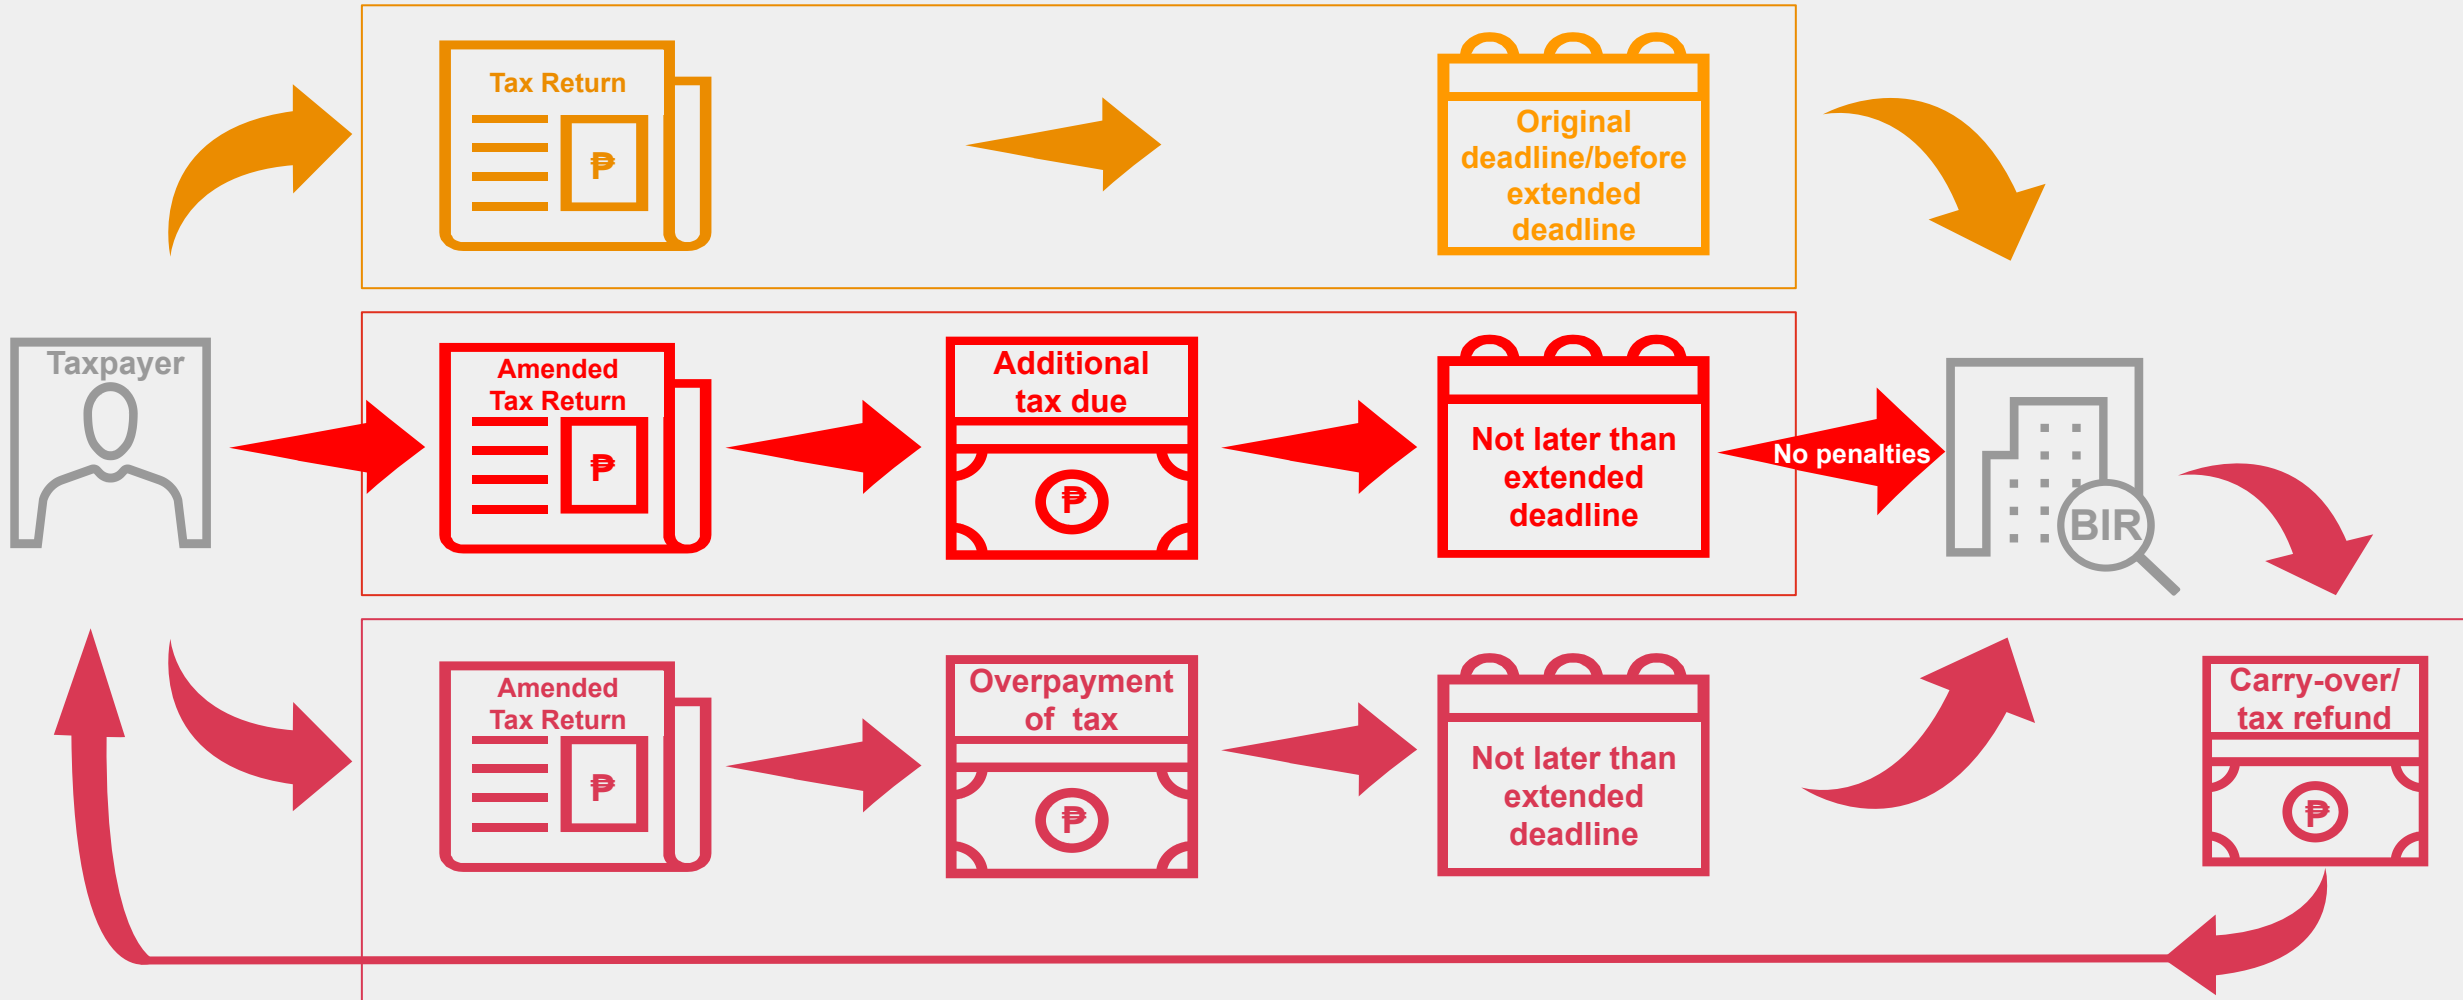 Tax Return
₱
Original
deadline/before
extended
deadline
Taxpayer
Amended
Tax Return
₱
Additional
tax due
₱
Not later than
extended
deadline
No penalties
BIR
Amended
Tax Return
₱
Overpayment
of tax
₱
Not later than
extended
deadline
Carry-over/
tax refund
₱